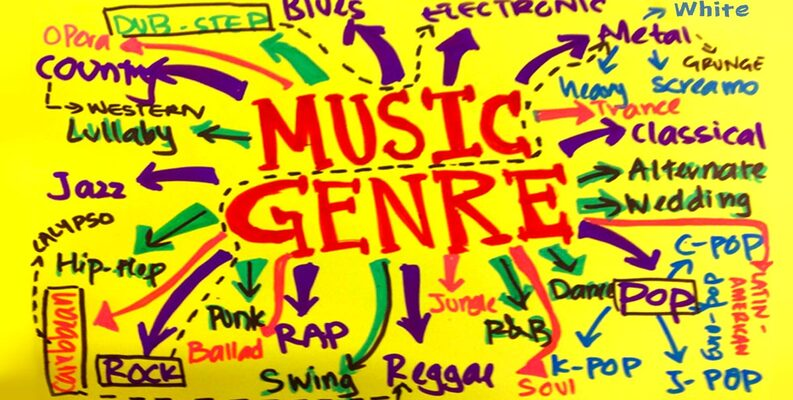 BLUES
ELECTRONIC
White
DUB-STEP
Opera
Metal
GRUNGE
Country
Heavy
Screamo
WESTERN
Trance
MUSIC
Lullaby
Classical
Alternate
Jazz
GENRE
Wedding
CALYPSO
C-POP
Hip-Hop
Jungle
Dance
POP
Euro-POP
LATIN-AMERICAN
Caribbean
Punk
RAP
R&B
Ballad
ROCK
Swing
Reggae
Soul
K-POP
J-POP